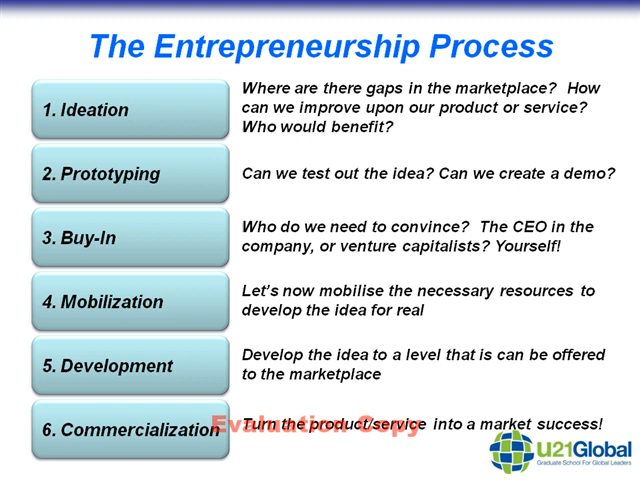 The Entrepreneurship Process
1. Ideation
Where are there gaps in the marketplace? How
can we improve upon our product or service?
Who would benefit?
2. Prototyping
Can we test out the idea? Can we create a demo?
3. Buy-In
Who do we need to convince? The CEO in the
company, or venture capitalists? Yourself!
4. Mobilization
Let's now mobilise the necessary resources to
develop the idea for real
5. Development
Develop the idea to a level that is can be offered
to the marketplace
6. Commercialization
Turn the product/service into a market success!
Evaluation Copy
U21Global
Graduate School For Global Leaders